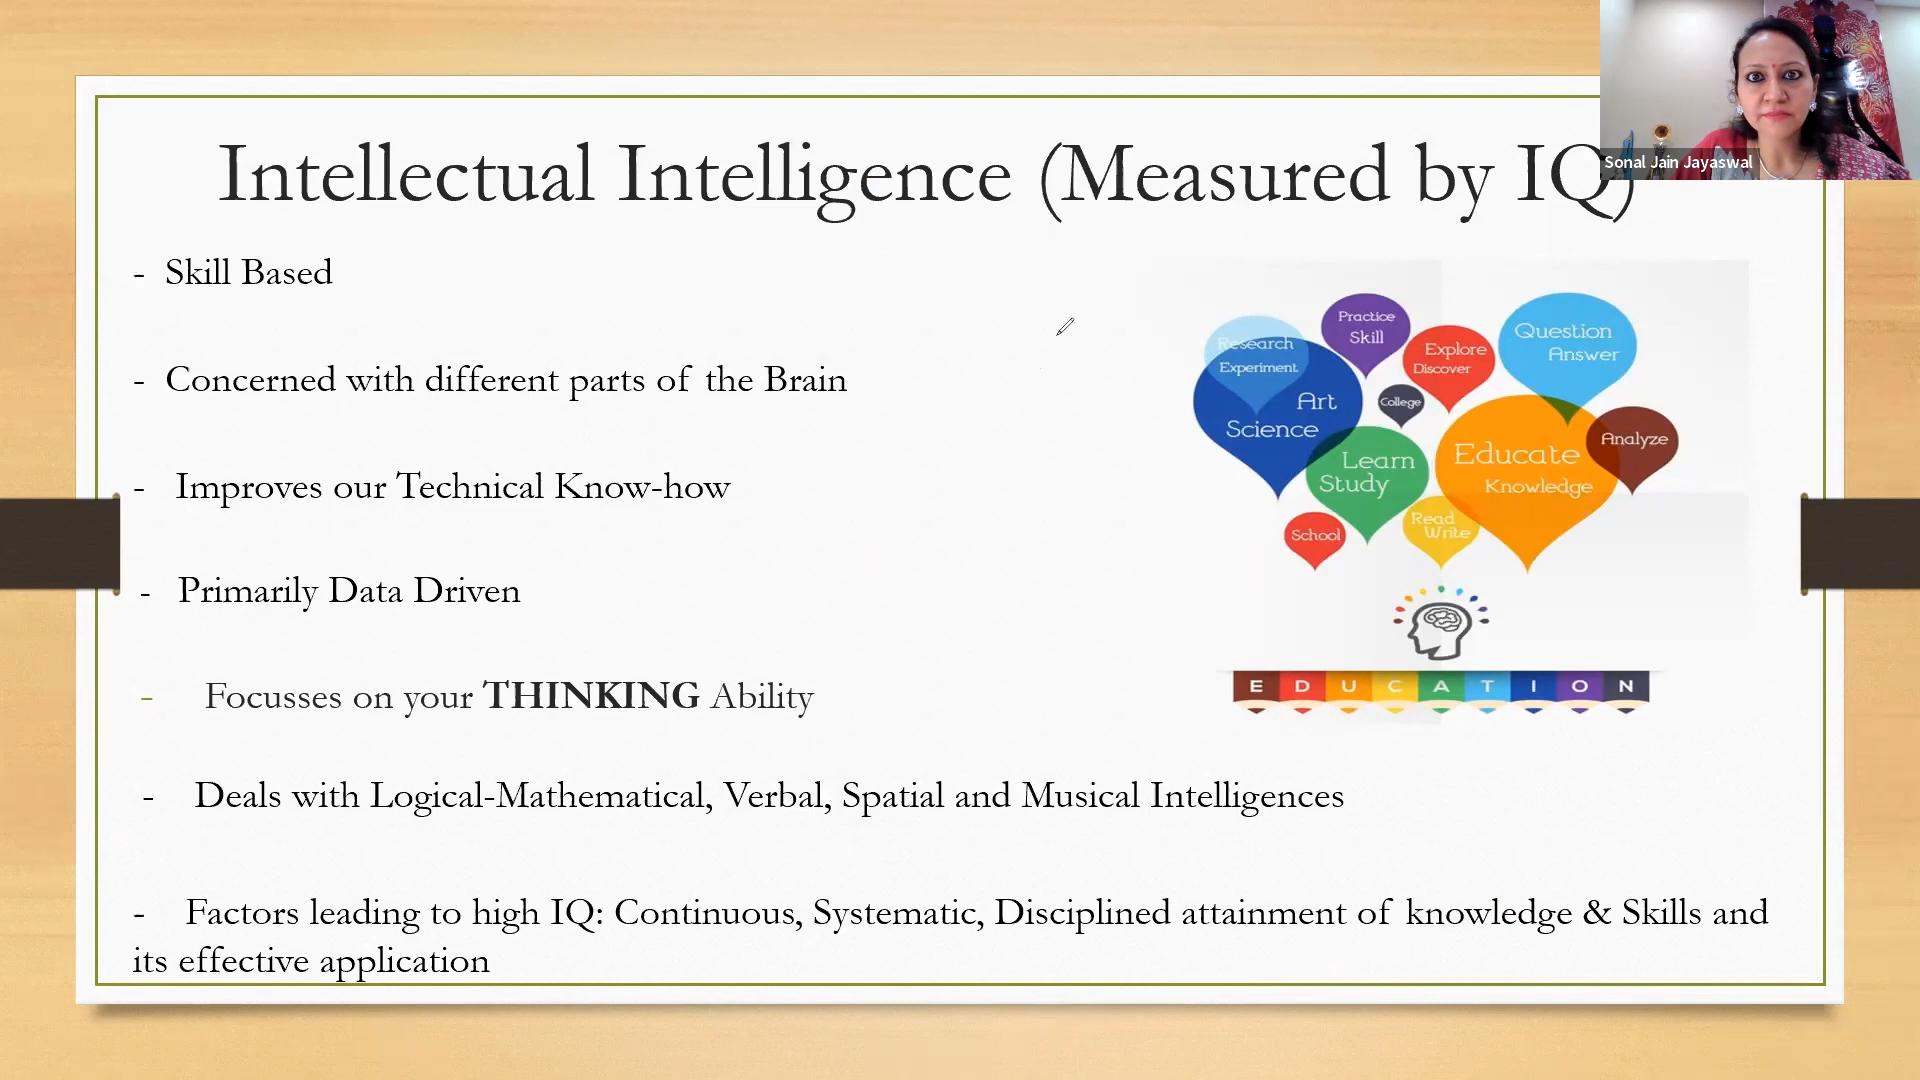 Intellectual Intelligence (Measured by IQ)
Sonal Jain Jayaswal
- Skill Based
- Concerned with different parts of the Brain
- Improves our Technical Know-how
- Primarily Data Driven
- Focusses on your THINKING Ability
- Deals with Logical-Mathematical, Verbal, Spatial and Musical Intelligences
- Factors leading to high IQ: Continuous, Systematic, Disciplined attainment of knowledge & Skills and
its effective application
Research
Experiment
Practice
Skill
Explore
Discover
Question
Answer
Art
Science
College
Learn
Study
Educate
Knowledge
Analyze
School
Read
Write
EDUCATION